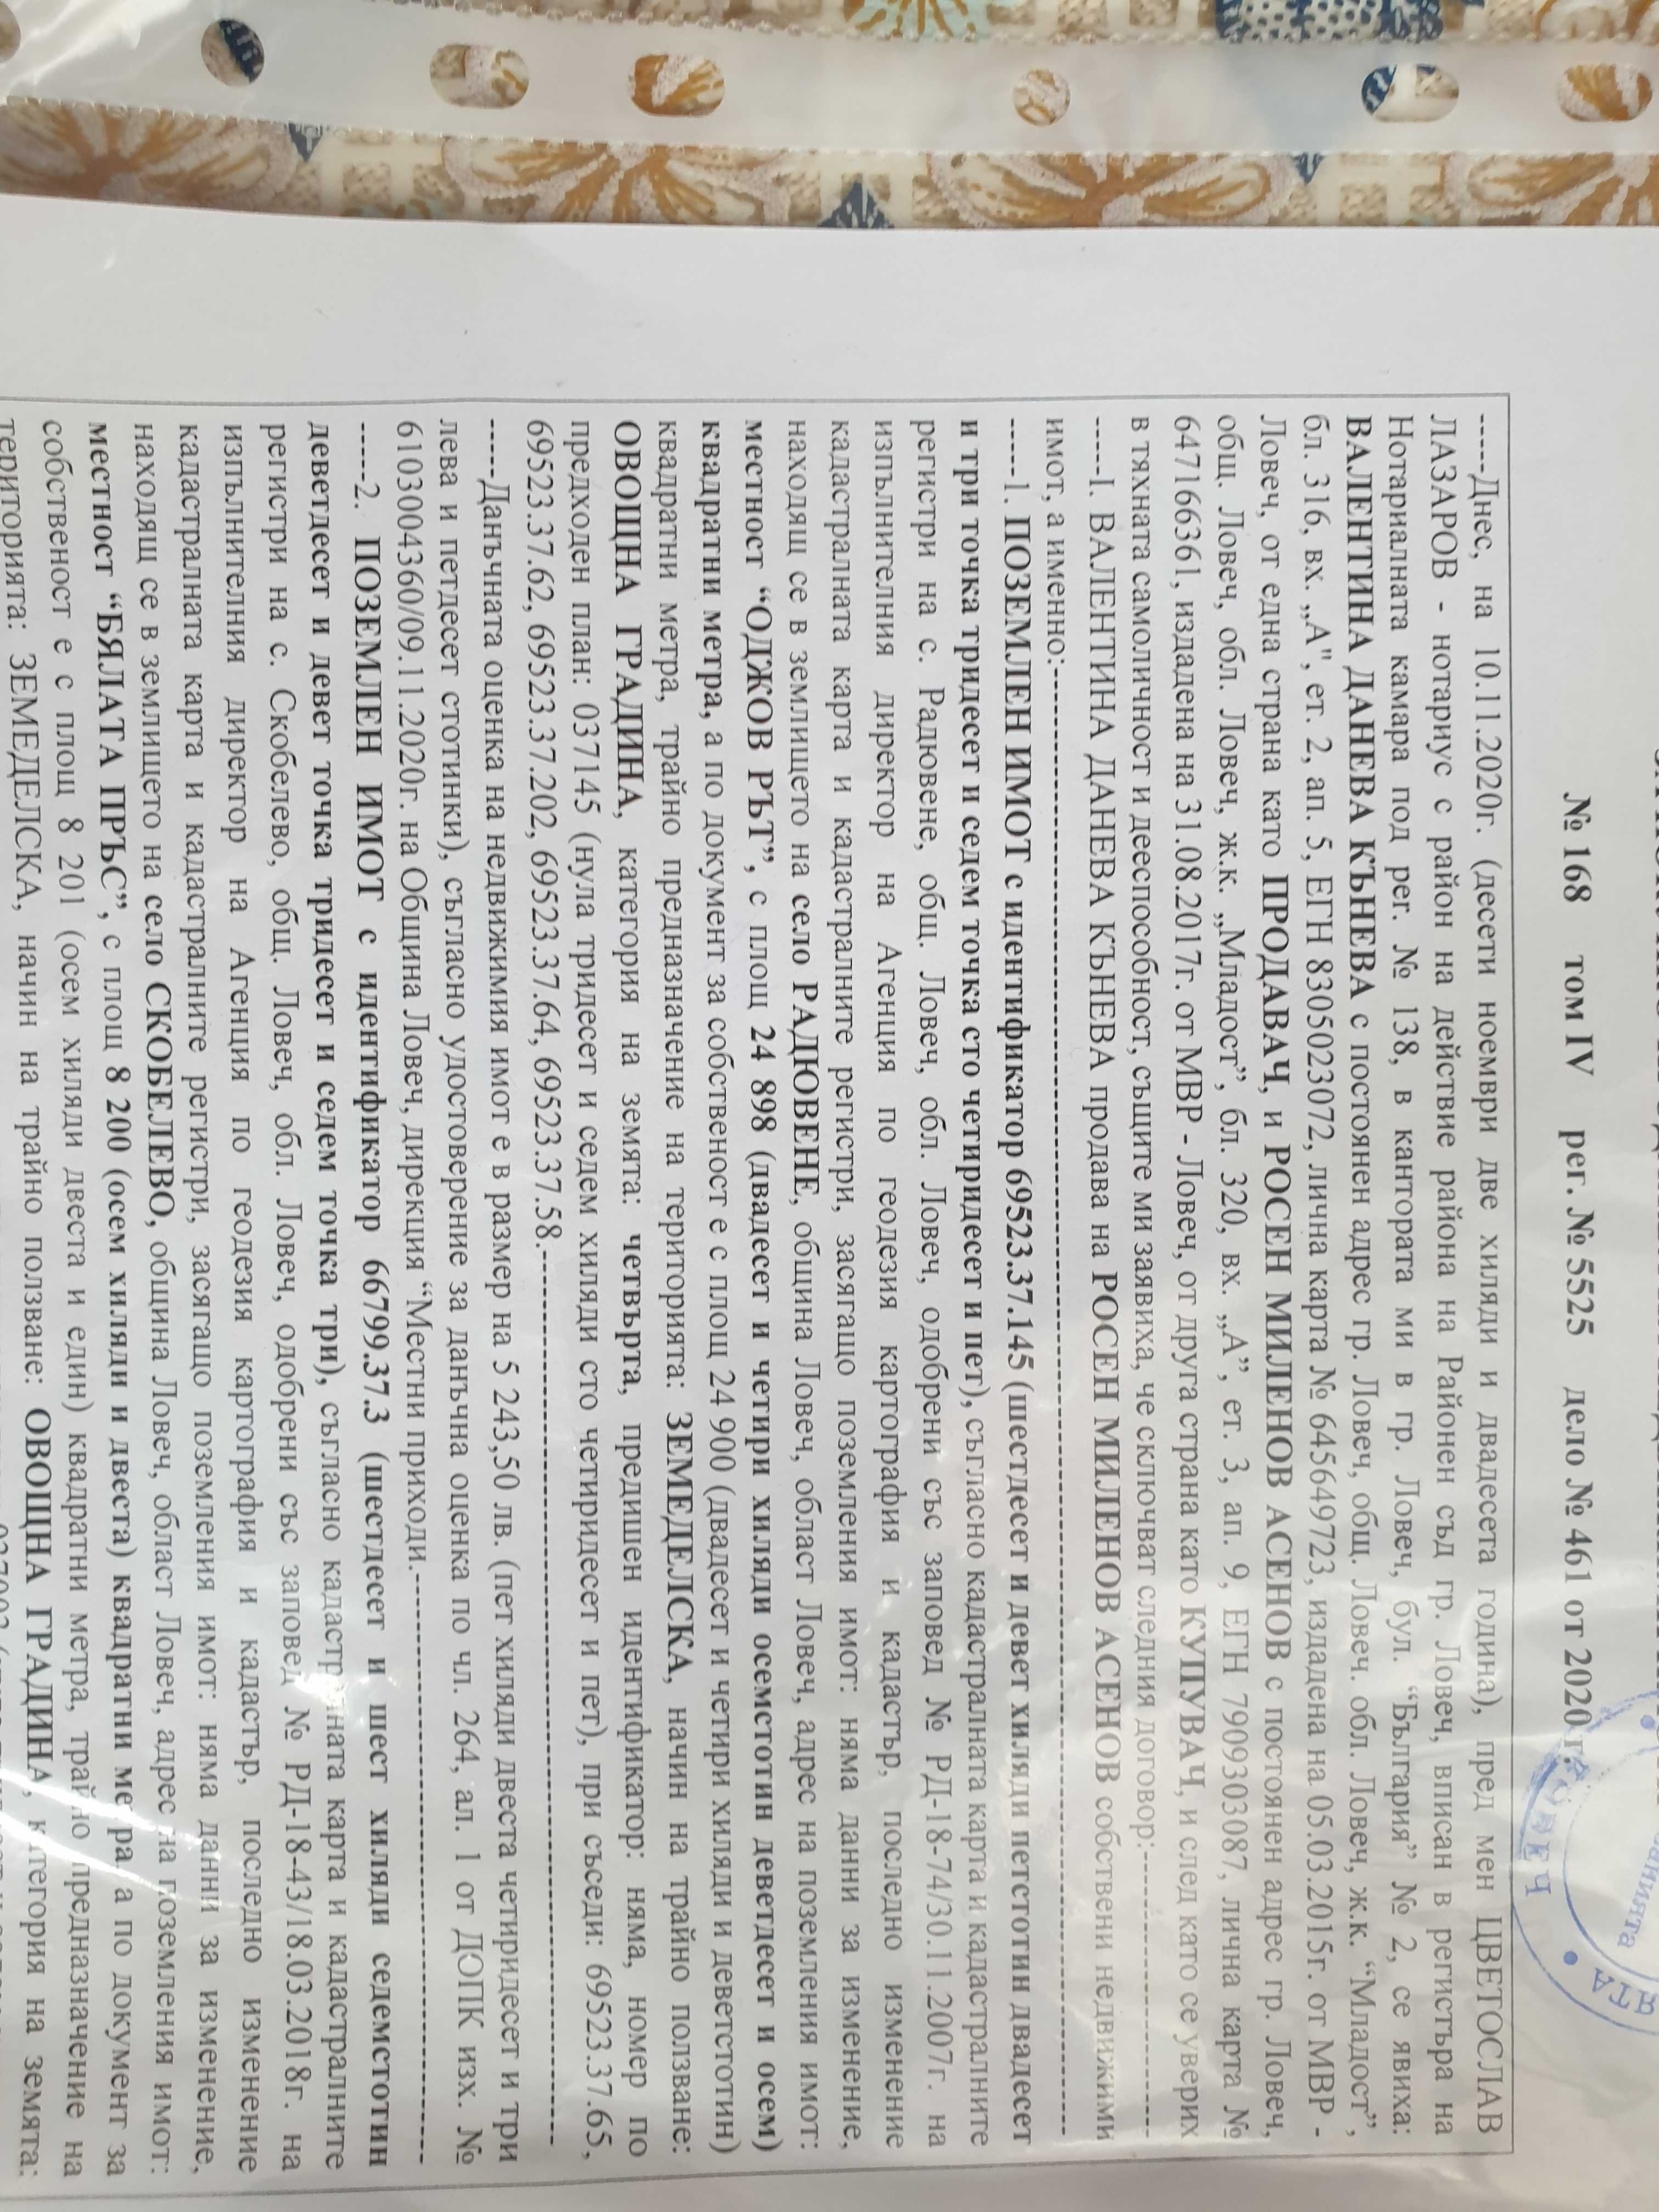 № 168 том IV рег. № 5525 дело № 461 от 2020 г.
-----Днес, на 10.11.2020г. (десети ноември две хиляди и двадесета година), пред мен ЦВЕТОСЛАВ
ЛАЗАРОВ - нотариус с район на действие района на Районен съд гр. Ловеч, вписан в регистъра на
Нотариалната камара под рег. № 138, в кантората ми в гр. Ловеч, бул. “България” № 2, се явиха:
ВАЛЕНТИНА ДАНЕВА КЪНЕВА с постоянен адрес гр. Ловеч, общ. Ловеч. обл. Ловеч, ж.к. “Младост”,
бл. 316, вх. „А", ет. 2, ап. 5, ЕГН 8305023072, лична карта № 645649723, издадена на 05.03.2015г. от МВР -
Ловеч, от една страна като ПРОДАВАЧ, и РОСЕН МИЛЕНОВ АСЕНОВ с постоянен адрес гр. Ловеч,
общ. Ловеч, обл. Ловеч, ж.к. „Младост”, бл. 320, вх. „А”, ет. 3, ап. 9, ЕГН 7909303087, лична карта №
647166361, издадена на 31.08.2017г. от МВР - Ловеч, от друга страна като КУПУВАЧ, и след като се уверих
в тяхната самоличност и дееспособност, същите ми заявиха, че сключват следния договор:--------------------
-----I. ВАЛЕНТИНА ДАНЕВА КЪНЕВА продава на РОСЕН МИЛЕНОВ АСЕНОВ собствени недвижими
имот, а именно:------------------------------------------------------------
-----1. ПОЗЕМЛЕН ИМОТ с идентификатор 69523.37.145 (шестдесет и девет хиляди петстотин двадесет
и три точка тридесет и седем точка сто четиридесет и пет), съгласно кадастралната карта и кадастралните
регистри на с. Радювене, общ. Ловеч, обл. Ловеч, одобрени със заповед № РД-18-74/30.11.2007г. на
изпълнителния директор на Агенция по геодезия картография и кадастър, последно изменение
кадастралната карта и кадастралните регистри, засягащо поземления имот: няма данни за изменение,
находящ се в землището на село РАДЮВЕНЕ, община Ловеч, област Ловеч, адрес на поземления имот:
местност “ОДЖОВ РЪТ”, с площ 24 898 (двадесет и четири хиляди осемстотин деветдесет и осем)
квадратни метра, а по документ за собственост е с площ 24 900 (двадесет и четири хиляди и деветстотин)
квадратни метра, трайно предназначение на територията: ЗЕМЕДЕЛСКА, начин на трайно ползване:
ОВОЩНА ГРАДИНА, категория на земята: четвърта, предишен идентификатор: няма, номер по
предходен план: 037145 (нула тридесет и седем хиляди сто четиридесет и пет), при съседи: 69523.37.65,
69523.37.62, 69523.37.202, 69523.37.64, 69523.37.58.------------------------------------------------------------
-----Данъчната оценка на недвижимия имот е в размер на 5 243,50 лв. (пет хиляди двеста четиридесет и три
лева и петдесет стотинки), съгласно удостоверение за данъчна оценка по чл. 264, ал. 1 от ДОПК изх. №
6103004360/09.11.2020г. на Община Ловеч, дирекция “Местни приходи.----------------------------------------
-----2. ПОЗЕМЛЕН ИМОТ с идентификатор 66799.37.3 (шестдесет и шест хиляди седемстотин
деветдесет и девет точка тридесет и седем точка три), съгласно кадастралната карта и кадастралните
регистри на с. Скобелево, общ. Ловеч, обл. Ловеч, одобрени със заповед № РД-18-43/18.03.2018г. на
изпълнителния директор на Агенция по геодезия картография и кадастър, последно изменение
кадастралната карта и кадастралните регистри, засягащо поземления имот: няма данни за изменение,
находящ се в землището на село СКОБЕЛЕВО, община Ловеч, област Ловеч, адрес на поземления имот:
местност “БЯЛАТА ПРЪС”, с площ 8 200 (осем хиляди и двеста) квадратни метра, а по документ за
собственост е с площ 8 201 (осем хиляди двеста и един) квадратни метра, трайно предназначение на
територията: ЗЕМЕДЕЛСКА, начин на трайно ползване: ОВОЩНА ГРАДИНА, категория на земята:
ЛОВЕЧ